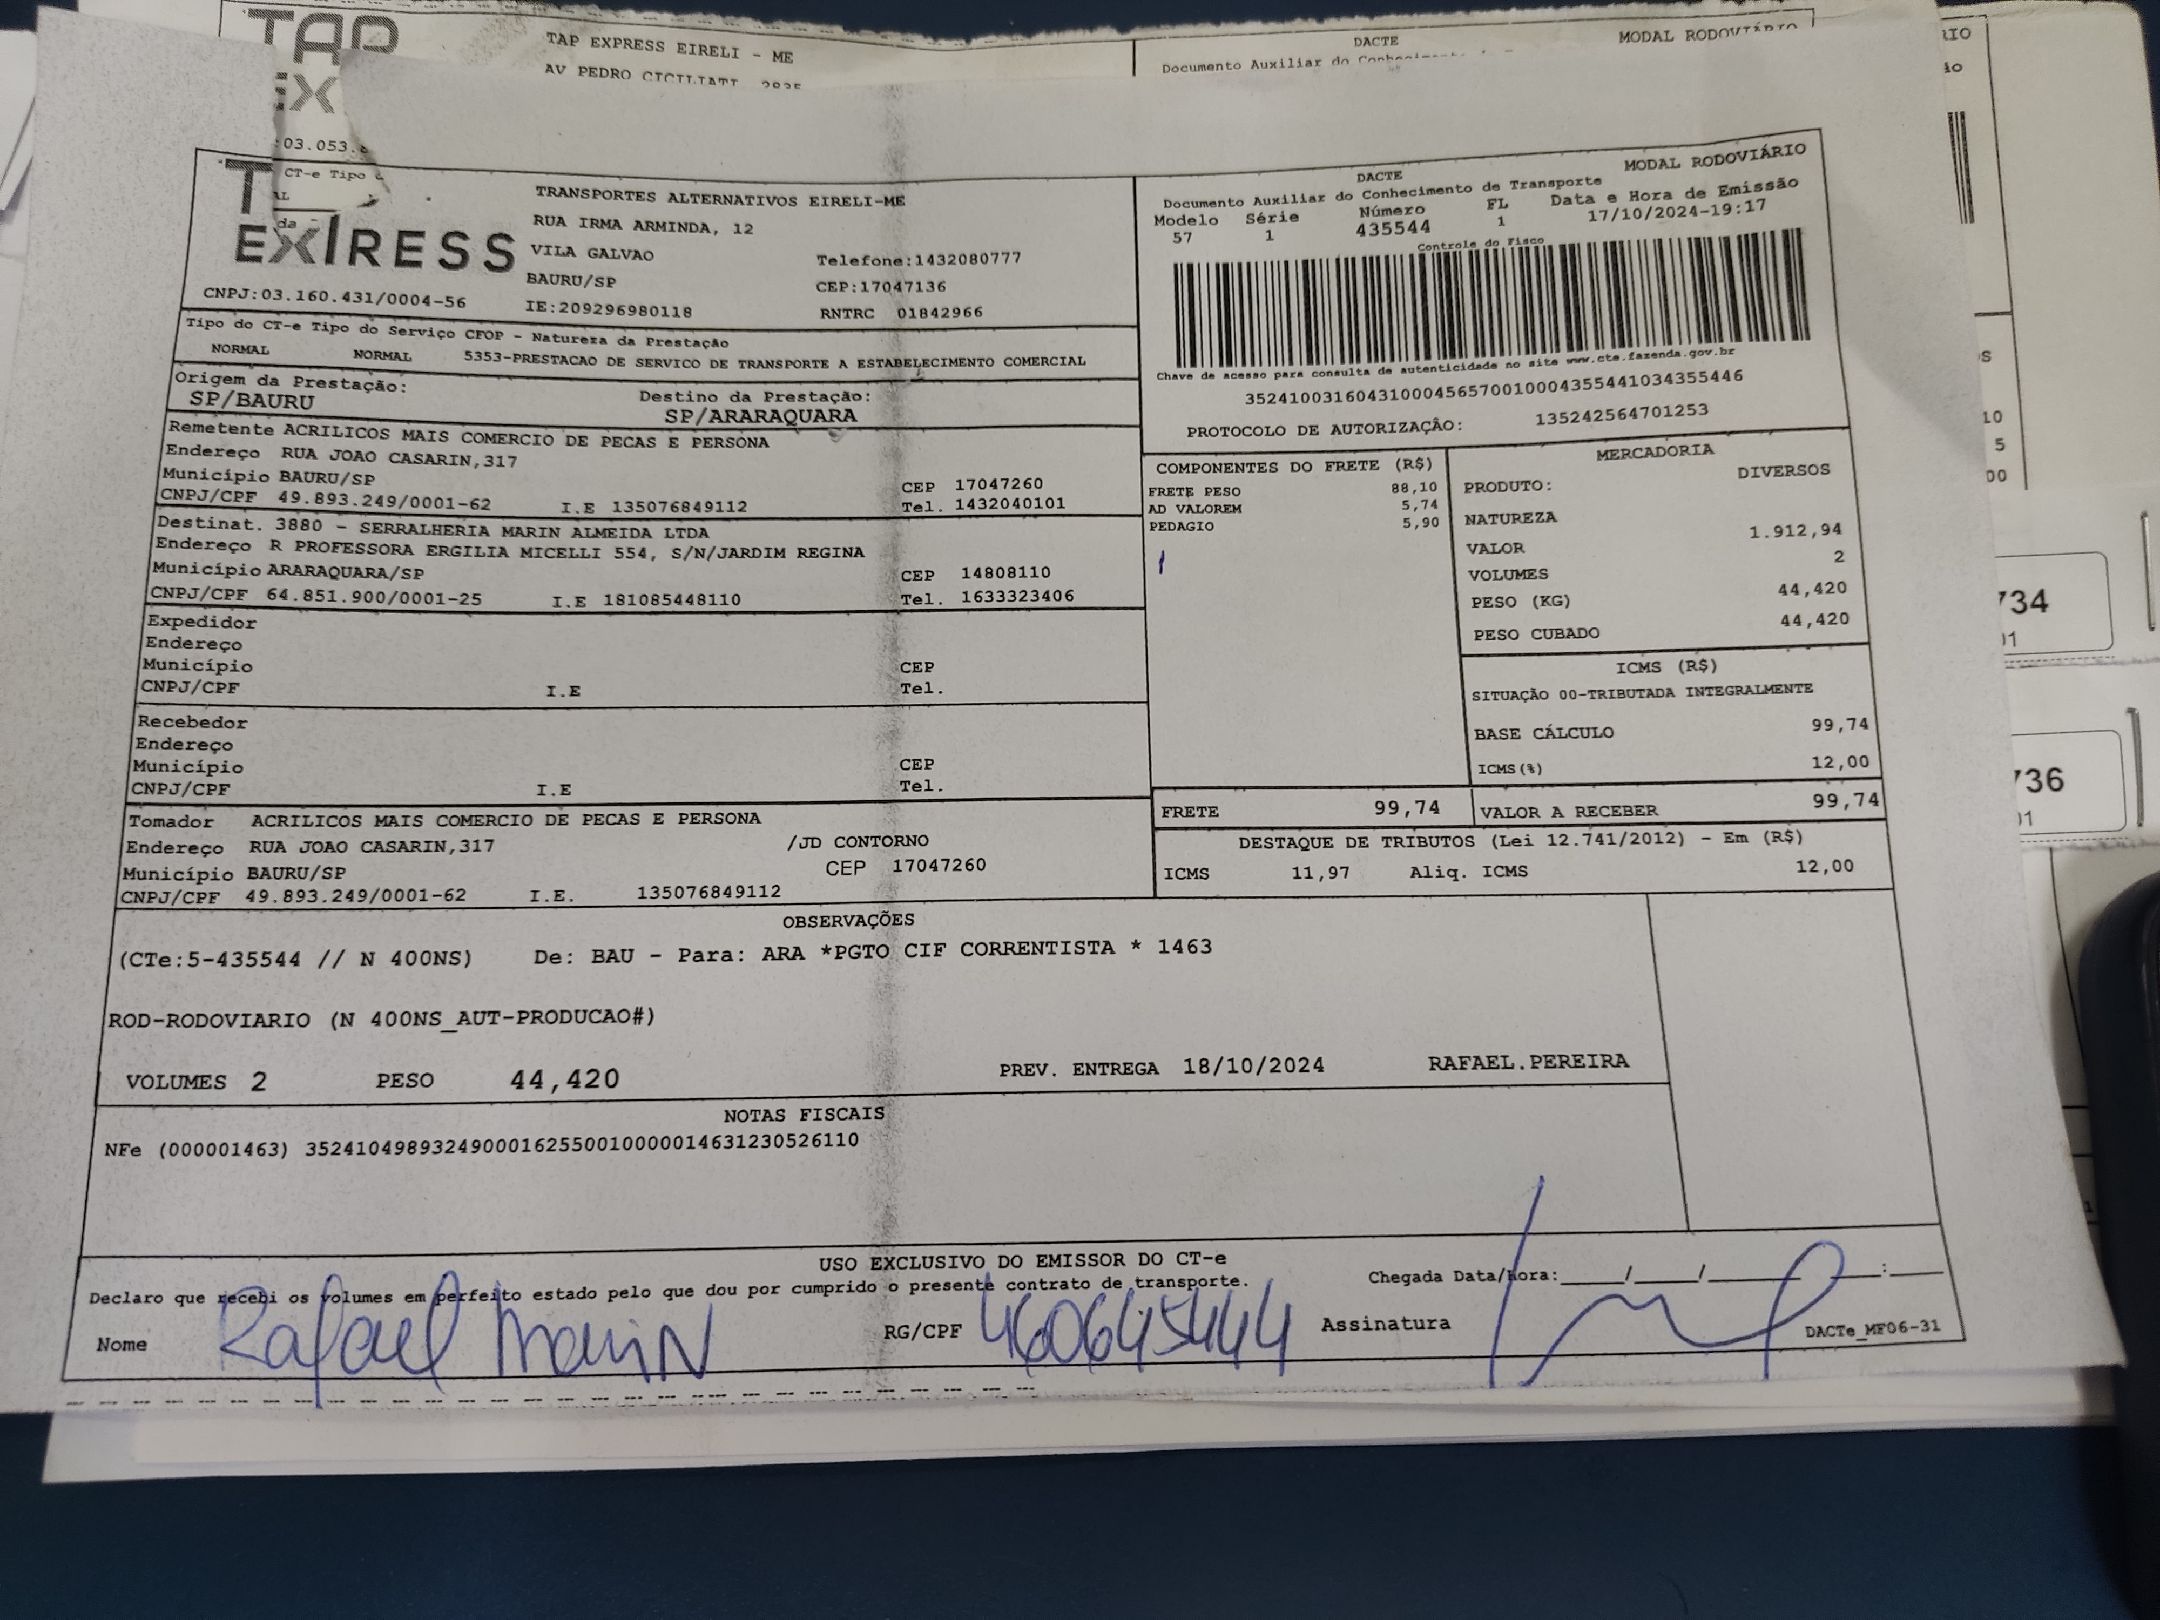 TAP
TAP EXPRESS EIRELI - ME
DACTE
MODAL RODOVIÁRIO
AV PEDRO CICILIATI, 2925
Documento Auxiliar do
:03.053.
CT-e Tipo
MODAL RODOVIÁRIO
DACTE
TRANSPORTES ALTERNATIVOS EIRELI-ME
Documento Auxiliar do Conhecimento de Transporte
RUA IRMA ARMINDA, 12
Modelo Série Número FL Data e Hora de Emissão
57 1 435544 1 17/10/2024-19:17
VILA GALVAO Telefone:1432080777
Controle do Fisco
BAURU/SP CEP:17047136
CNPJ:03.160.431/0004-56 IE:209296980118 RNTRC 01842966
Tipo do CT-e Tipo do Serviço CFOP - Natureza da Prestação
NORMAL NORMAL 5353-PRESTACAO DE SERVICO DE TRANSPORTE A ESTABELECIMENTO COMERCIAL
Chave de acesso para consulta de autenticidade no site www.cte.fazenda.gov.br
35241003160431000456570010004355441034355446
PROTOCOLO DE AUTORIZAÇÃO: 135242564701253
Origem da Prestação: Destino da Prestação:
SP/BAURU SP/ARARAQUARA
Remetente ACRILICOS MAIS COMERCIO DE PECAS E PERSONA
Endereço RUA JOAO CASARIN,317
Município BAURU/SP CEP 17047260
CNPJ/CPF 49.893.249/0001-62 I.E 135076849112 Tel. 1432040101
Destinat. 3880 - SERRALHERIA MARIN ALMEIDA LTDA
Endereço R PROFESSORA ERGILIA MICELLI 554, S/N/JARDIM REGINA
Município ARARAQUARA/SP CEP 14808110
CNPJ/CPF 64.851.900/0001-25 I.E 181085448110 Tel. 1633323406
Expedidor
Endereço
Município CEP
CNPJ/CPF I.E Tel.
Recebedor
Endereço
Município CEP
CNPJ/CPF I.E Tel.
COMPONENTES DO FRETE (R$)
FRETE PESO 88,10
AD VALOREM 5,74
PEDAGIO 5,90
MERCADORIA
PRODUTO: DIVERSOS
NATUREZA
VALOR 1.912,94
VOLUMES 2
PESO (KG) 44,420
PESO CUBADO 44,420
ICMS (R$)
SITUAÇÃO 00-TRIBUTADA INTEGRALMENTE
BASE CÁLCULO 99,74
ICMS(%) 12,00
FRETE 99,74 VALOR A RECEBER 99,74
DESTAQUE DE TRIBUTOS (Lei 12.741/2012) - Em (R$)
ICMS 11,97 Aliq. ICMS 12,00
Tomador ACRILICOS MAIS COMERCIO DE PECAS E PERSONA
Endereço RUA JOAO CASARIN,317 /JD CONTORNO
Município BAURU/SP CEP 17047260
CNPJ/CPF 49.893.249/0001-62 I.E. 135076849112
OBSERVAÇÕES
(CTe:5-435544 // N 400NS) De: BAU - Para: ARA *PGTO CIF CORRENTISTA * 1463
ROD-RODOVIARIO (N 400NS_AUT-PRODUCAO#)
VOLUMES 2 PESO 44,420 PREV. ENTREGA 18/10/2024 RAFAEL.PEREIRA
NOTAS FISCAIS
NFe (000001463) 35241049893249000162550010000014631230526110
USO EXCLUSIVO DO EMISSOR DO CT-e
Declaro que recebi os volumes em perfeito estado pelo que dou por cumprido o presente contrato de transporte. Chegada Data/Hora:____/____/______ ____:____
Nome Rafael Marin RG/CPF 460645444 Assinatura
DACTe_MF06-31
734
736